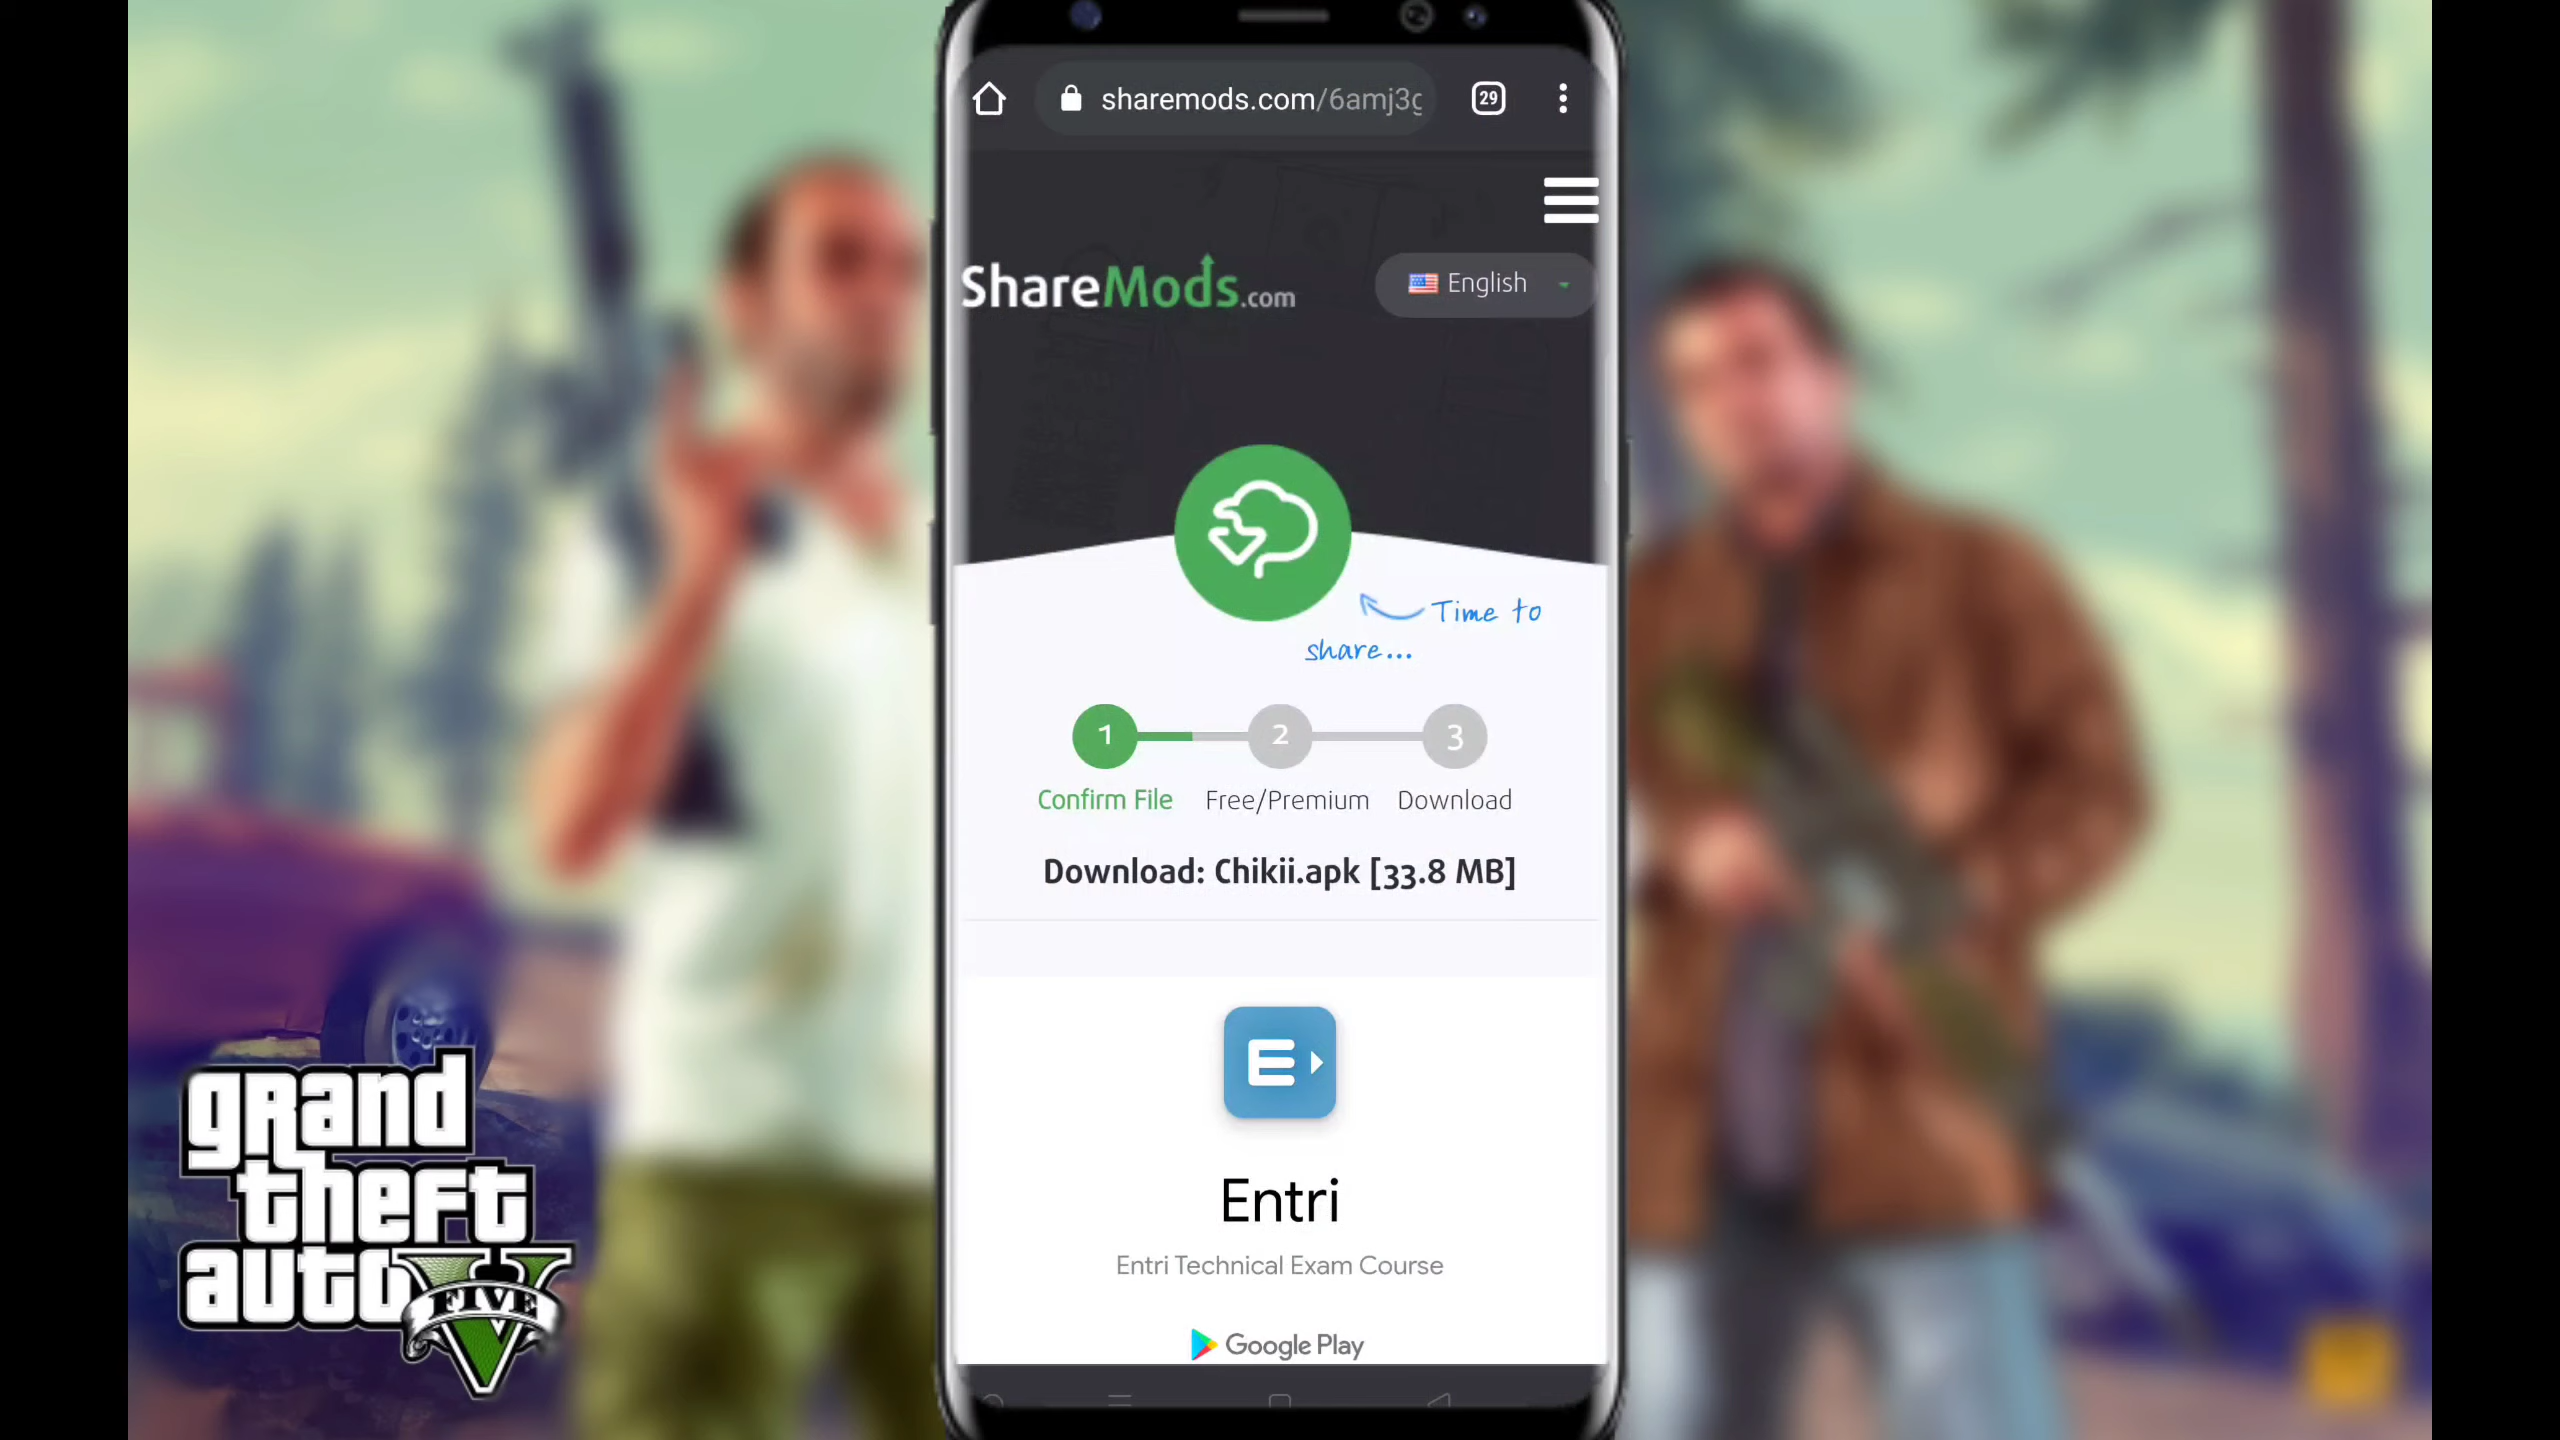 sharemods.com/6amj3g
29
ShareMods.com
English
Time to
share...
1 2 3
Confirm File Free/Premium Download
Download: Chikii.apk [33.8 MB]
E
Entri
Entri Technical Exam Course
Google Play
grand
theft
auto
V
FIVE